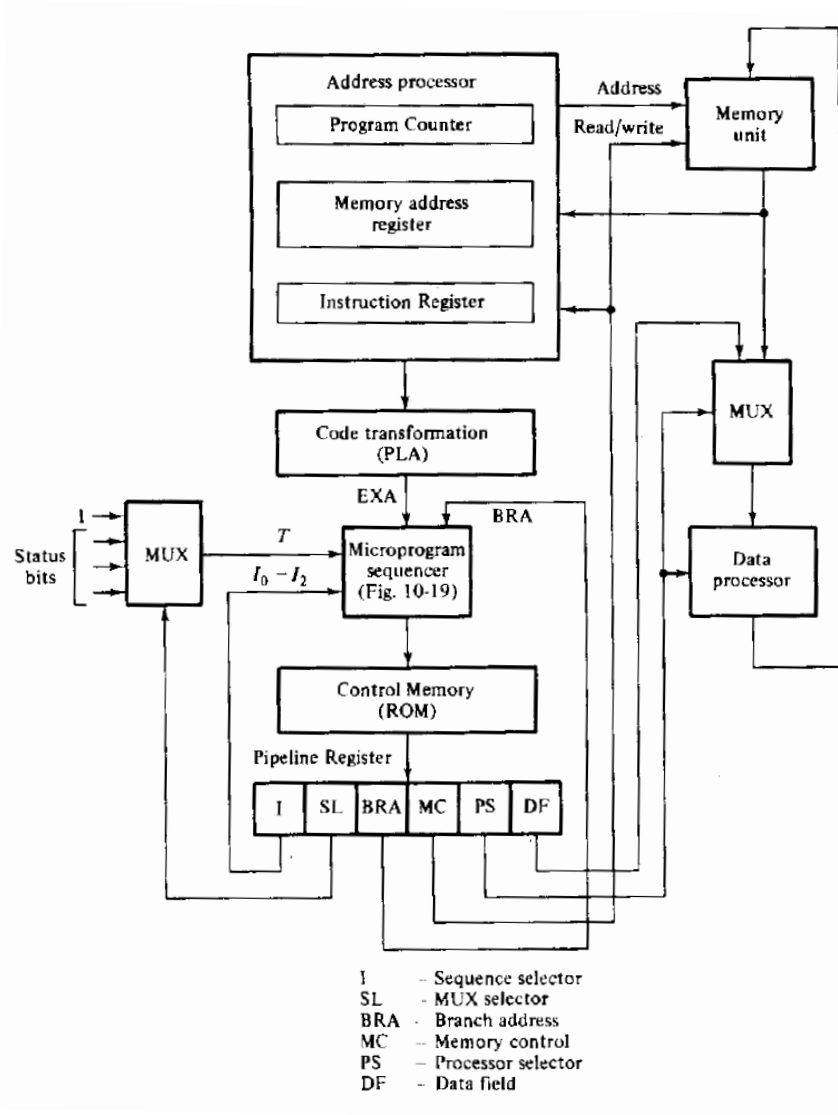 Address processor
Program Counter
Memory address
register
Instruction Register
Address
Read/write
Memory
unit
MUX
Code transformation
(PLA)
EXA
BRA
1
Status
bits
MUX
T
I0 – I2
Microprogram
sequencer
(Fig. 10-19)
Data
processor
Control Memory
(ROM)
Pipeline Register
I SL BRA MC PS DF
I – Sequence selector
SL - MUX selector
BRA - Branch address
MC – Memory control
PS – Processor selector
DF - Data field